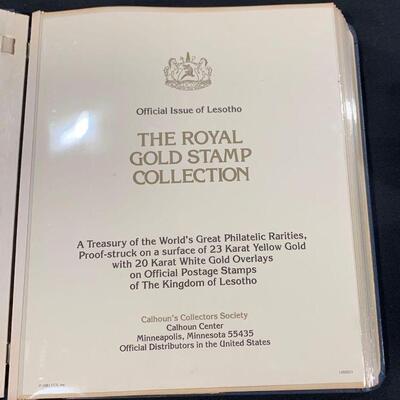 Official Issue of Lesotho
THE ROYAL
GOLD STAMP
COLLECTION
A Treasury of the World's Great Philatelic Rarities,
Proof-struck on a surface of 23 Karat Yellow Gold
with 20 Karat White Gold Overlays
on Official Postage Stamps
of The Kingdom of Lesotho
Calhoun's Collectors Society
Calhoun Center
Minneapolis, Minnesota 55435
Official Distributors in the United States